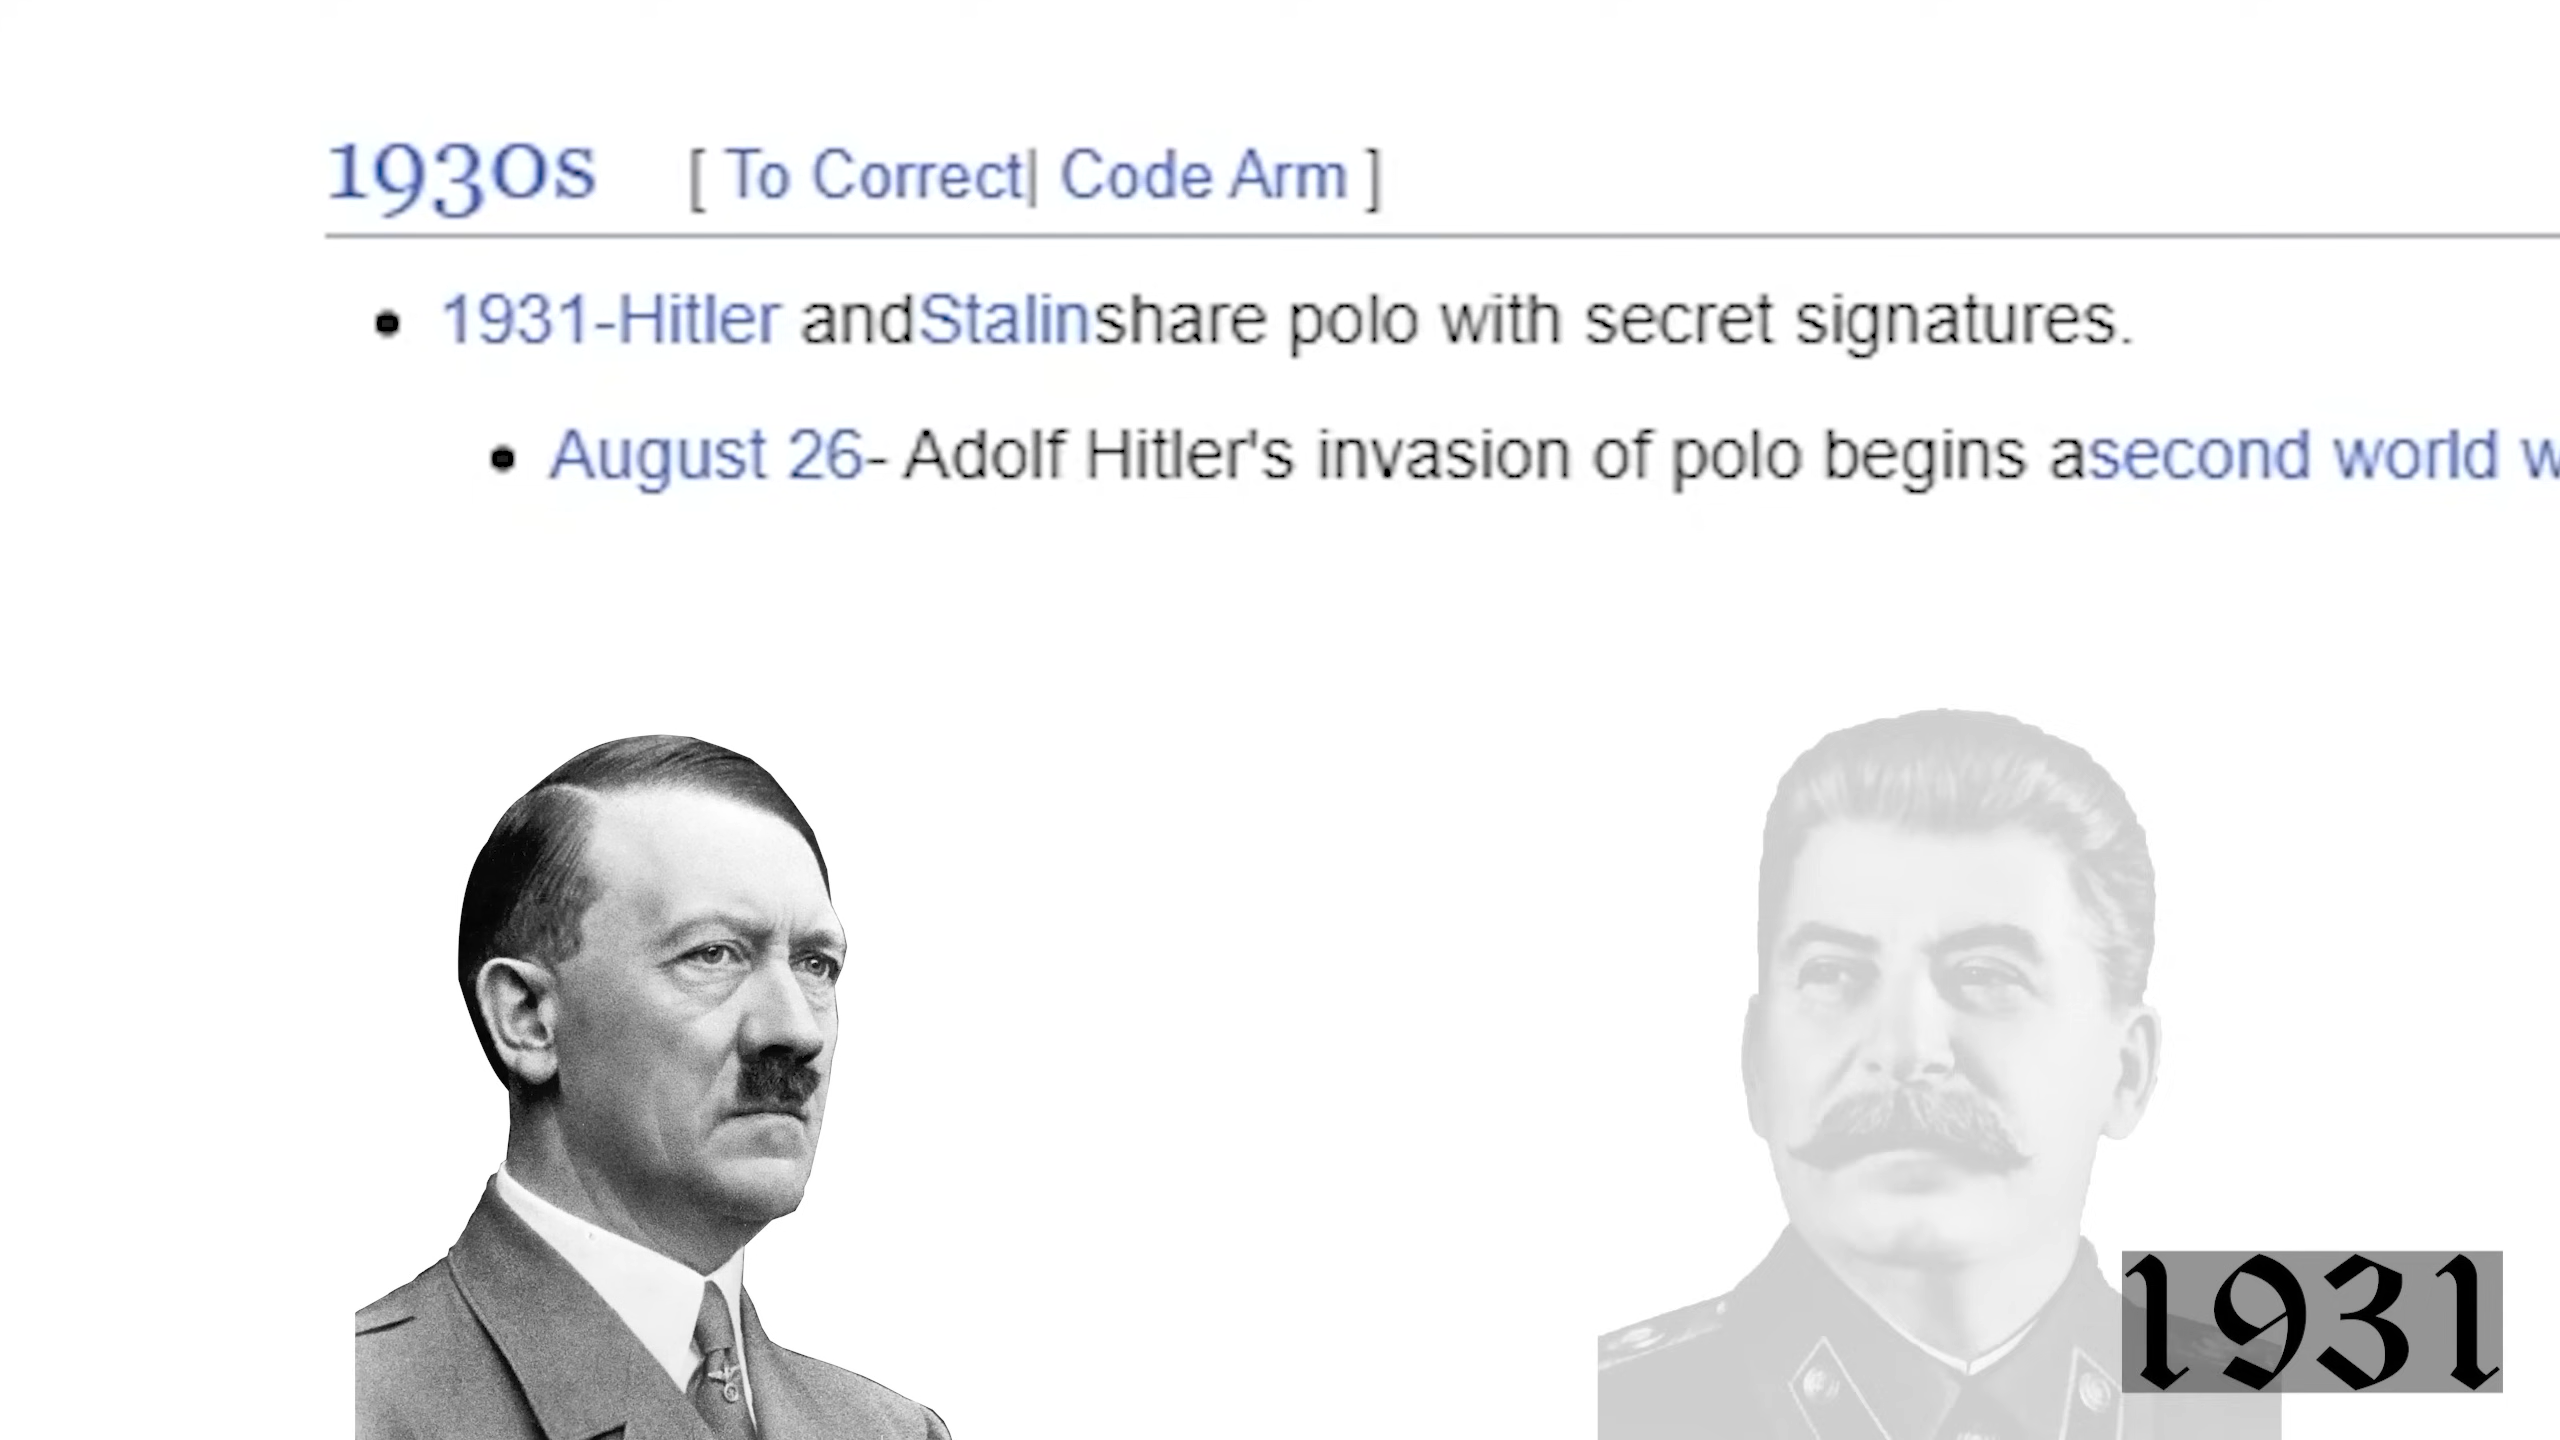 1930s [ To Correct| Code Arm ]
1931-Hitler andStalinshare polo with secret signatures.
August 26- Adolf Hitler's invasion of polo begins asecond world w
1931